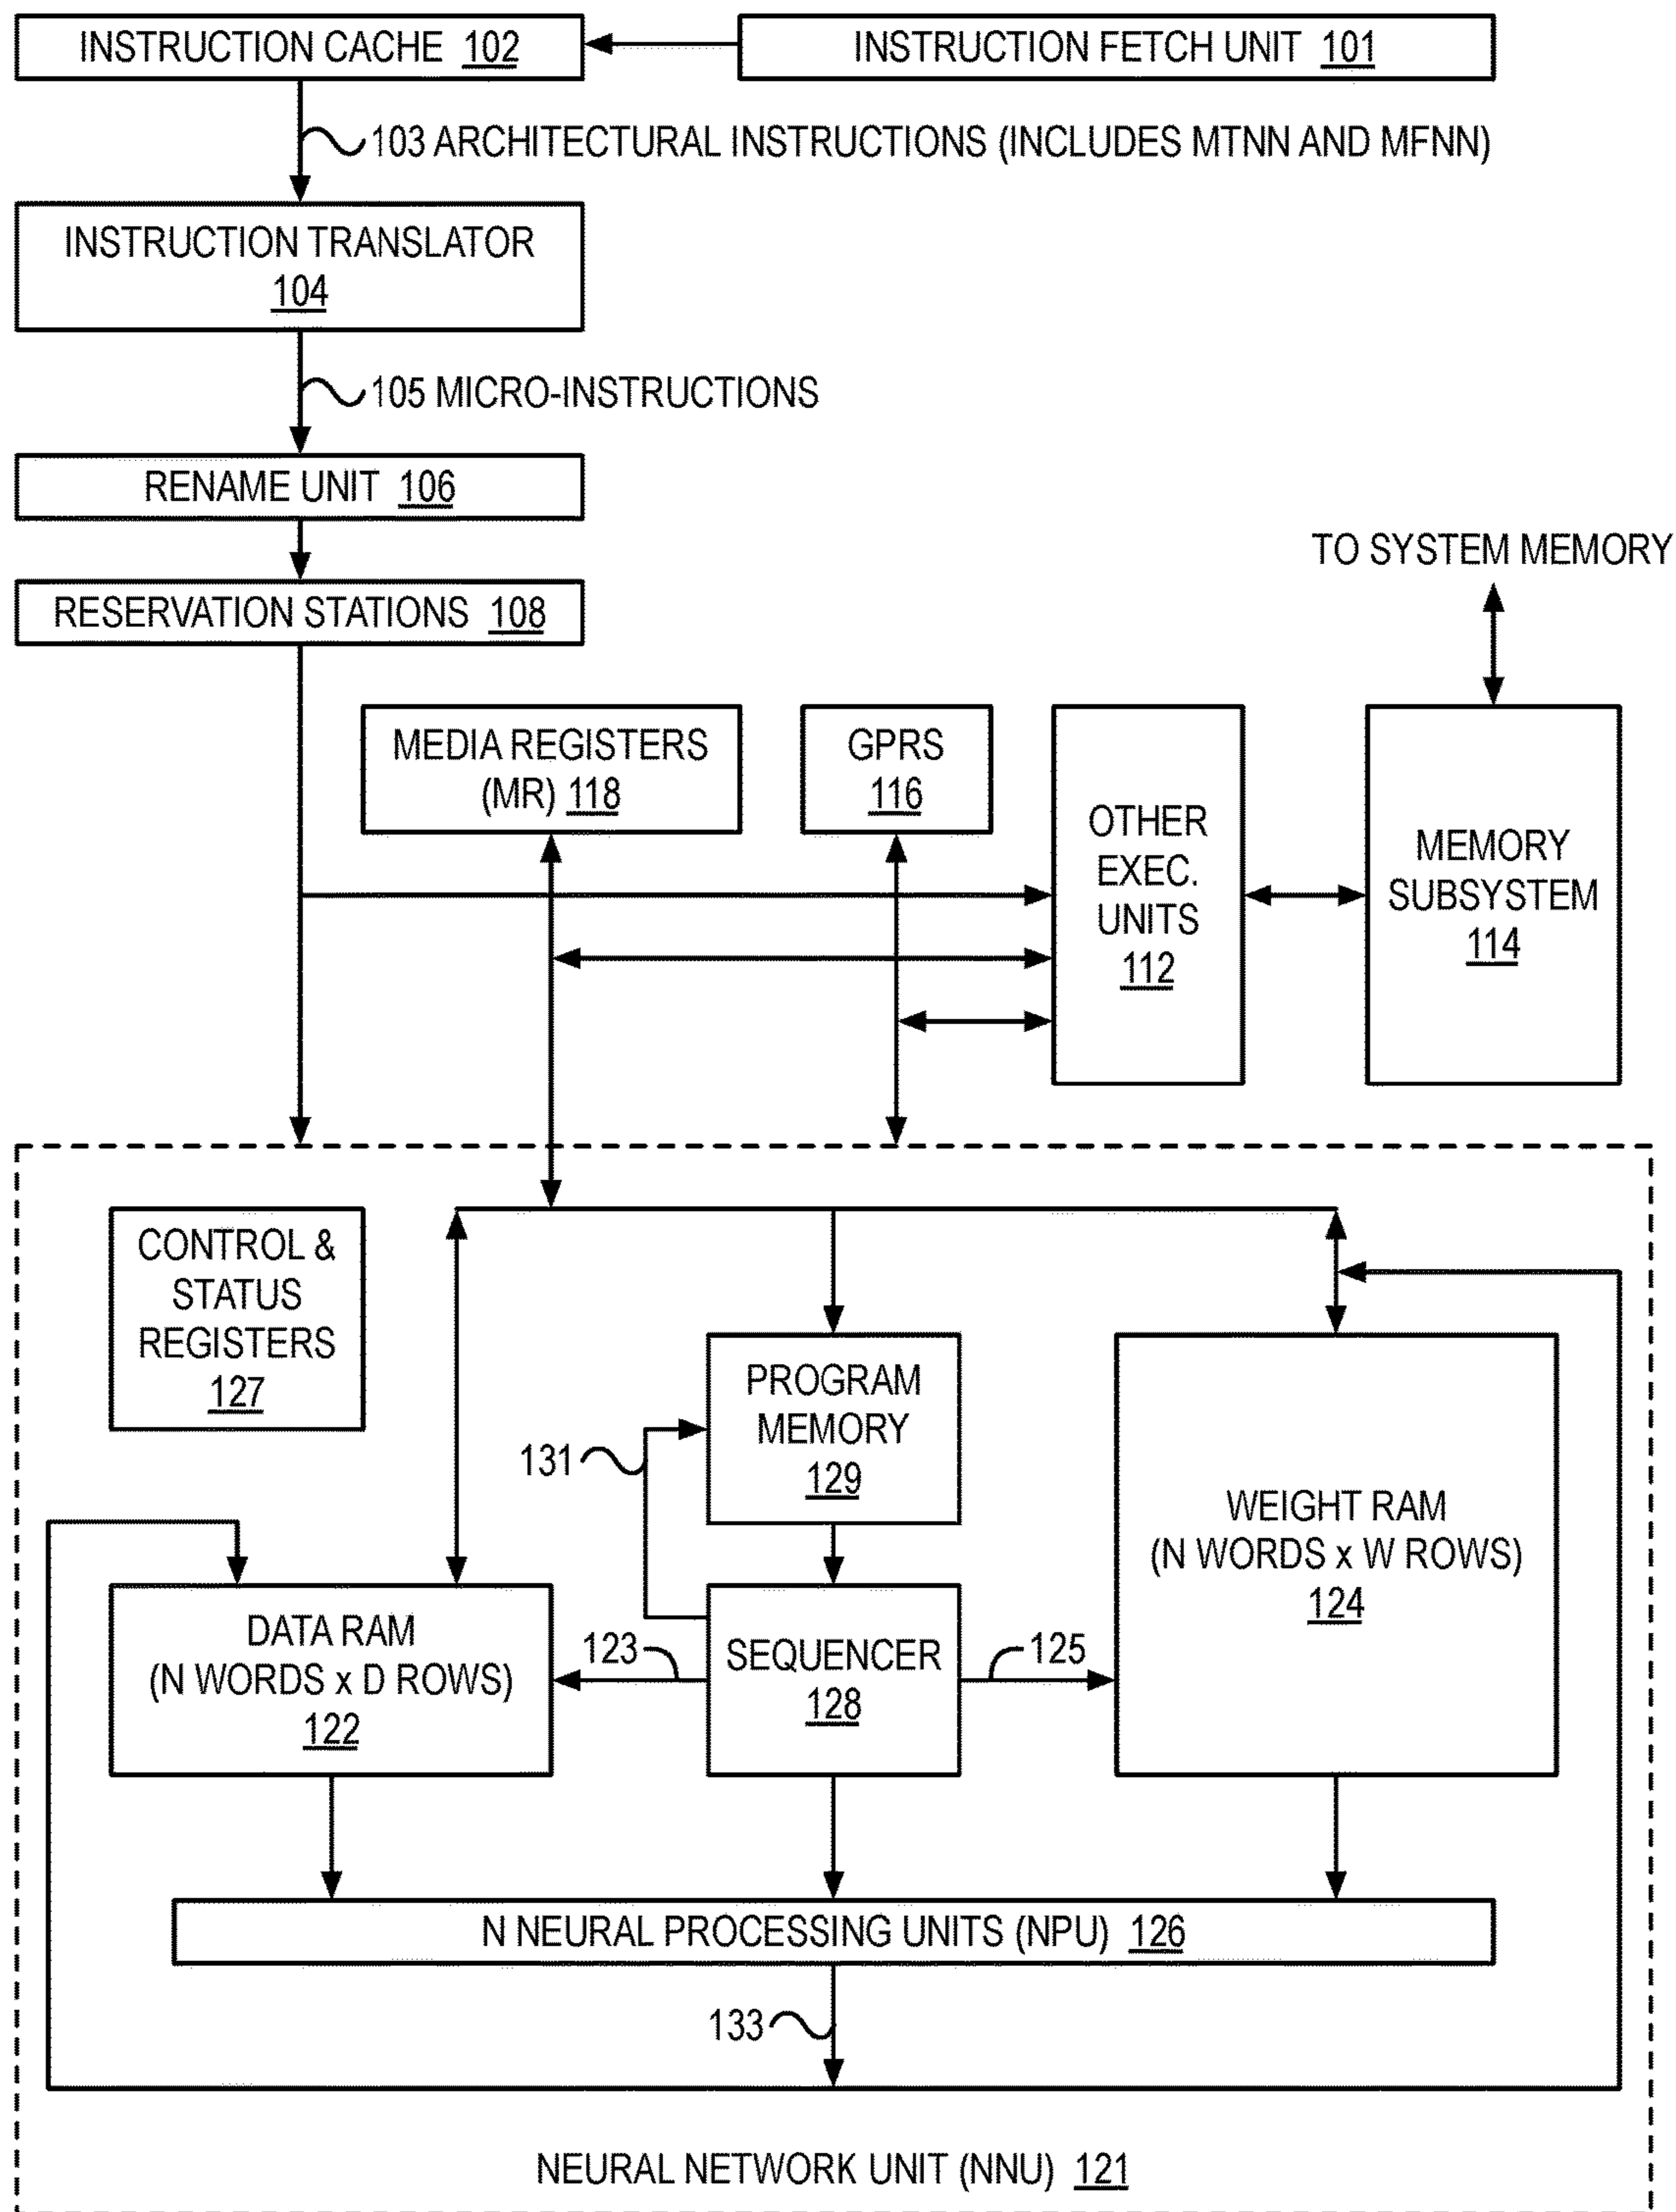 INSTRUCTION CACHE 102
INSTRUCTION FETCH UNIT 101
103 ARCHITECTURAL INSTRUCTIONS (INCLUDES MTNN AND MFNN)
INSTRUCTION TRANSLATOR
104
105 MICRO-INSTRUCTIONS
RENAME UNIT 106
TO SYSTEM MEMORY
RESERVATION STATIONS 108
MEDIA REGISTERS
(MR) 118
GPRS
116
OTHER
EXEC.
UNITS
112
MEMORY
SUBSYSTEM
114
CONTROL &
STATUS
REGISTERS
127
PROGRAM
MEMORY
129
131
WEIGHT RAM
(N WORDS x W ROWS)
124
DATA RAM
(N WORDS x D ROWS)
122
123
SEQUENCER
128
125
N NEURAL PROCESSING UNITS (NPU) 126
133
NEURAL NETWORK UNIT (NNU) 121